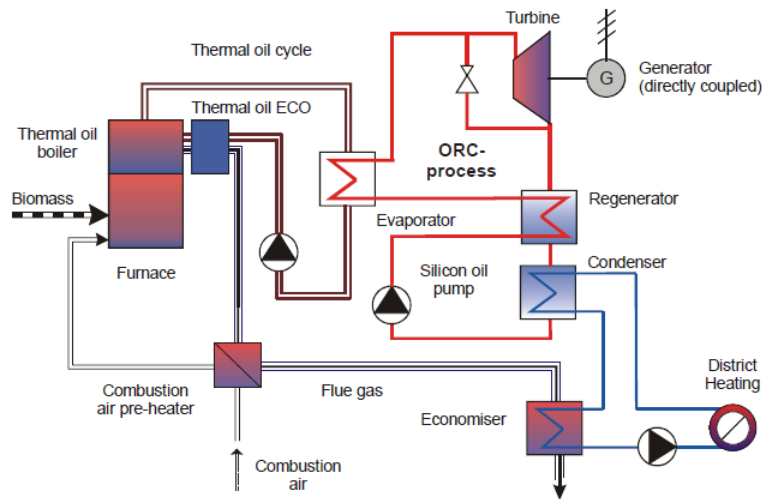 Turbine
Thermal oil cycle
G
Generator
(directly coupled)
Thermal oil ECO
Thermal oil
boiler
ORC-
process
Biomass
Evaporator
Regenerator
Furnace
Silicon oil
pump
Condenser
Combustion
air pre-heater
Flue gas
Economiser
District
Heating
Combustion
air